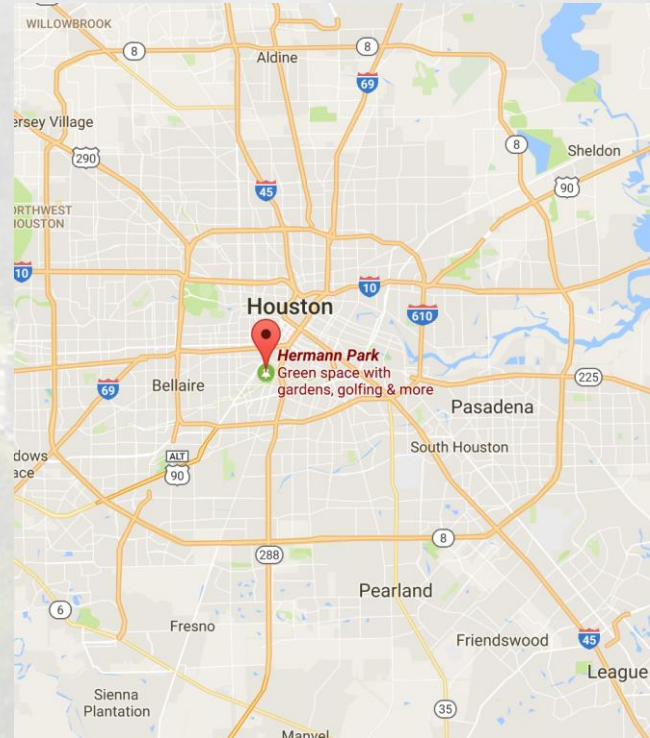 WILLOWBROOK
8
Aldine
8
69
ersey Village
290
8
Sheldon
45
90
ORTHWEST
HOUSTON
10
10
Houston
610
Hermann Park
Green space with
gardens, golfing & more
Bellaire
69
225
Pasadena
dows
ace
ALT
90
South Houston
8
288
Pearland
6
Fresno
Friendswood
45
League
Sienna
Plantation
35
Manvel